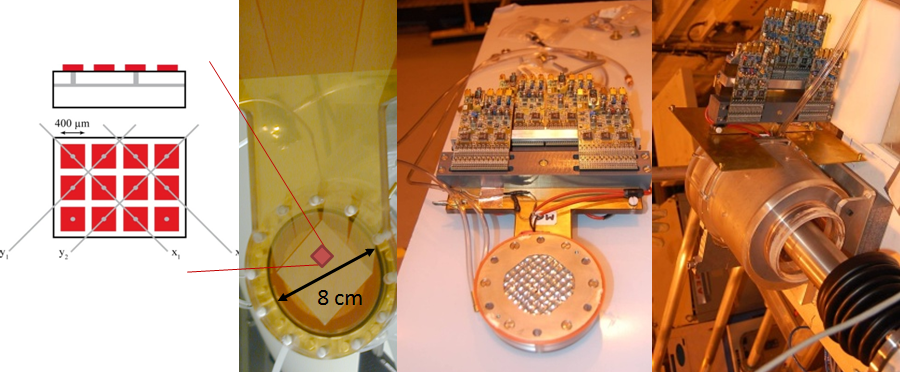 400 μm
y₁
y₂
x₁
x
8 cm